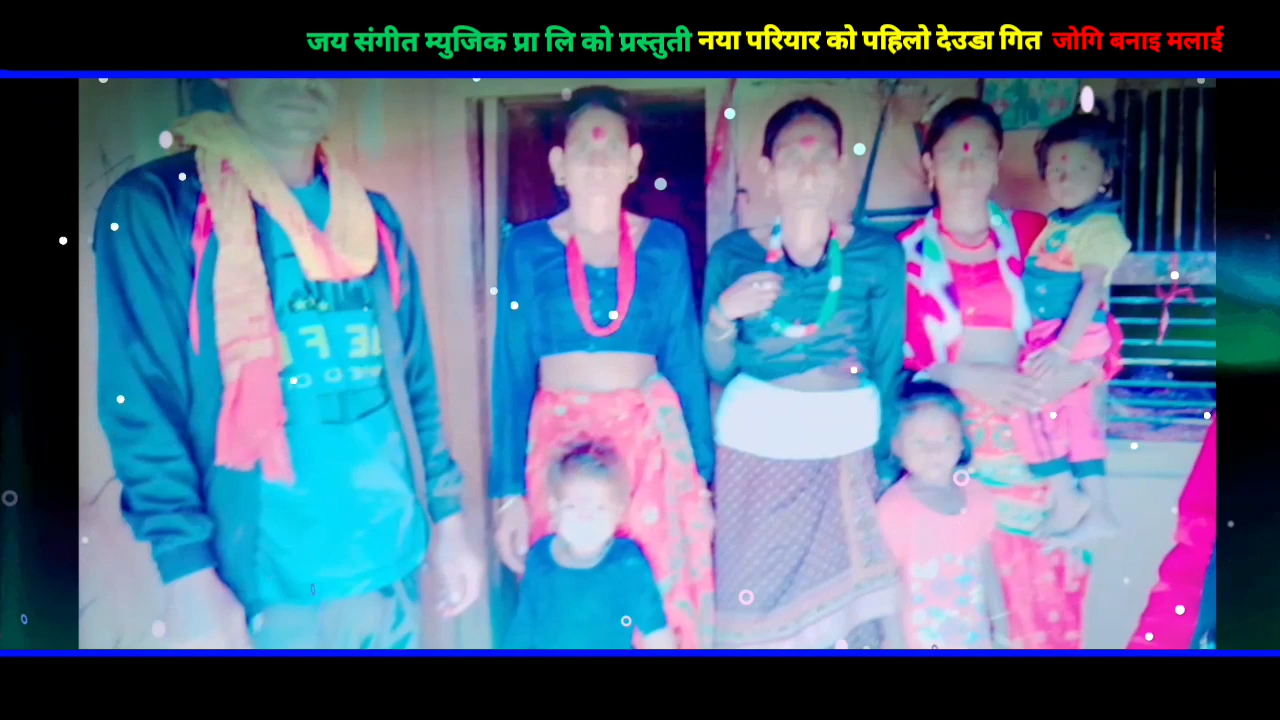 जय संगीत म्युजिक प्रा लि को प्रस्तुती नया परियार को पहिलो देउडा गित जोगि बनाइ मलाई